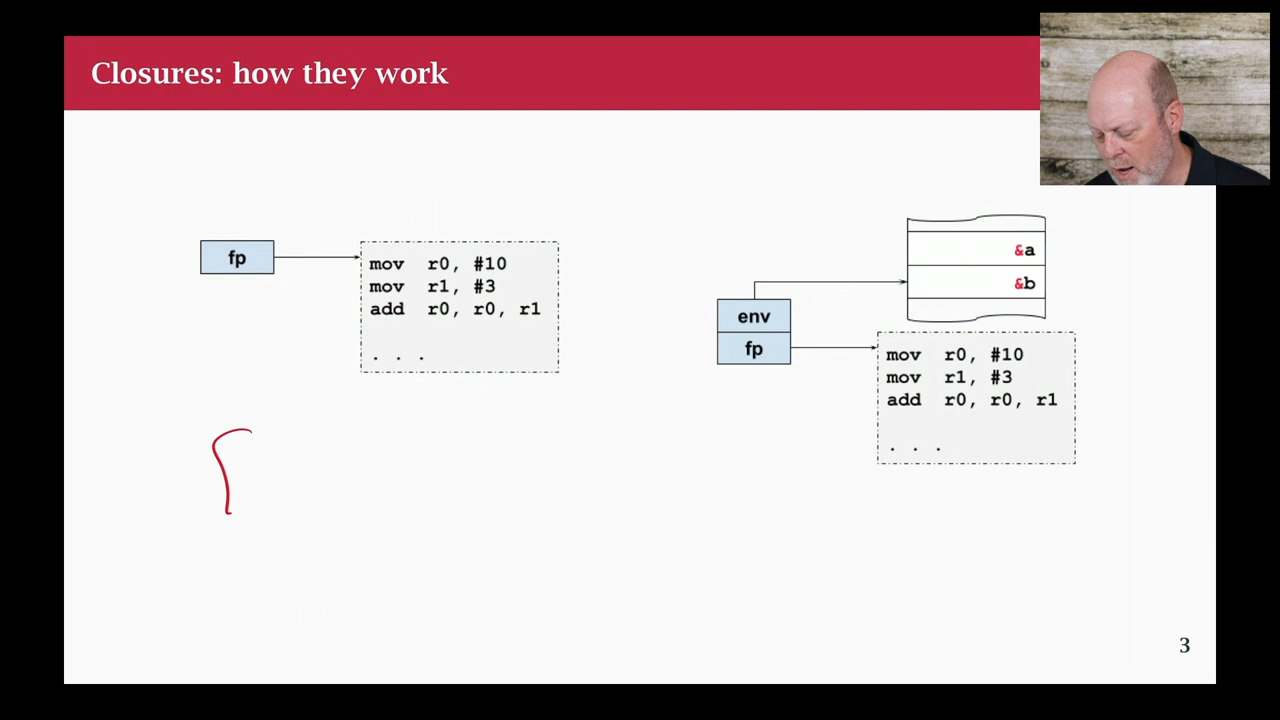 Closures: how they work
fp
mov r0, #10
mov r1, #3
add r0, r0, r1
. . .
&a
&b
env
fp
mov r0, #10
mov r1, #3
add r0, r0, r1
. . .
3